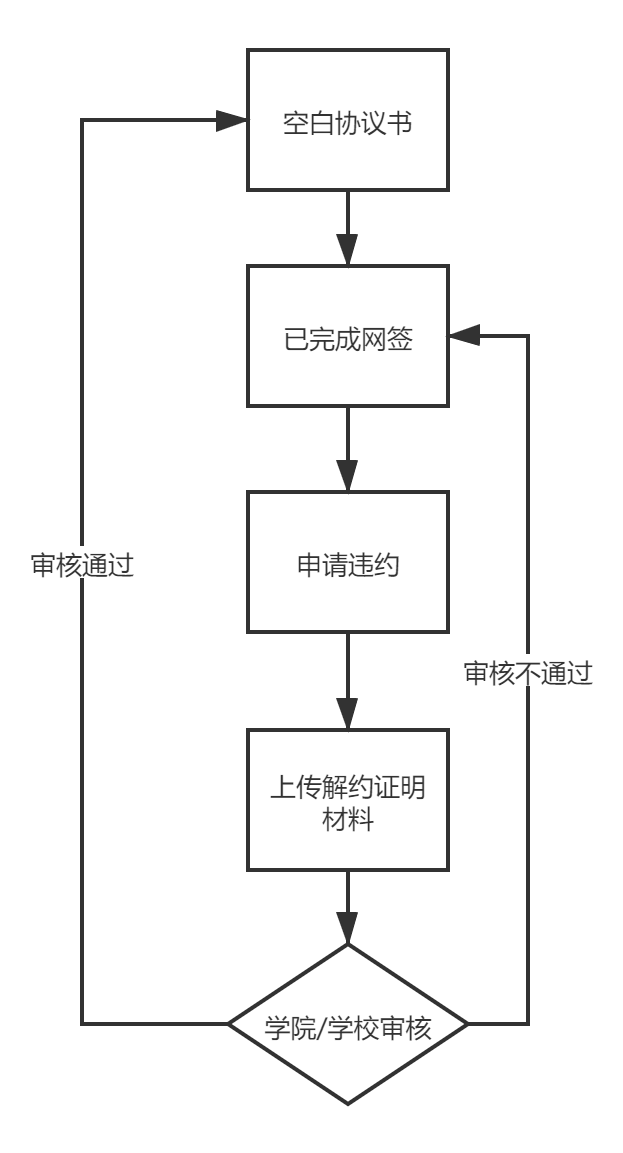 空白协议书
已完成网签
申请违约
审核通过
审核不通过
上传解约证明
材料
学院/学校审核